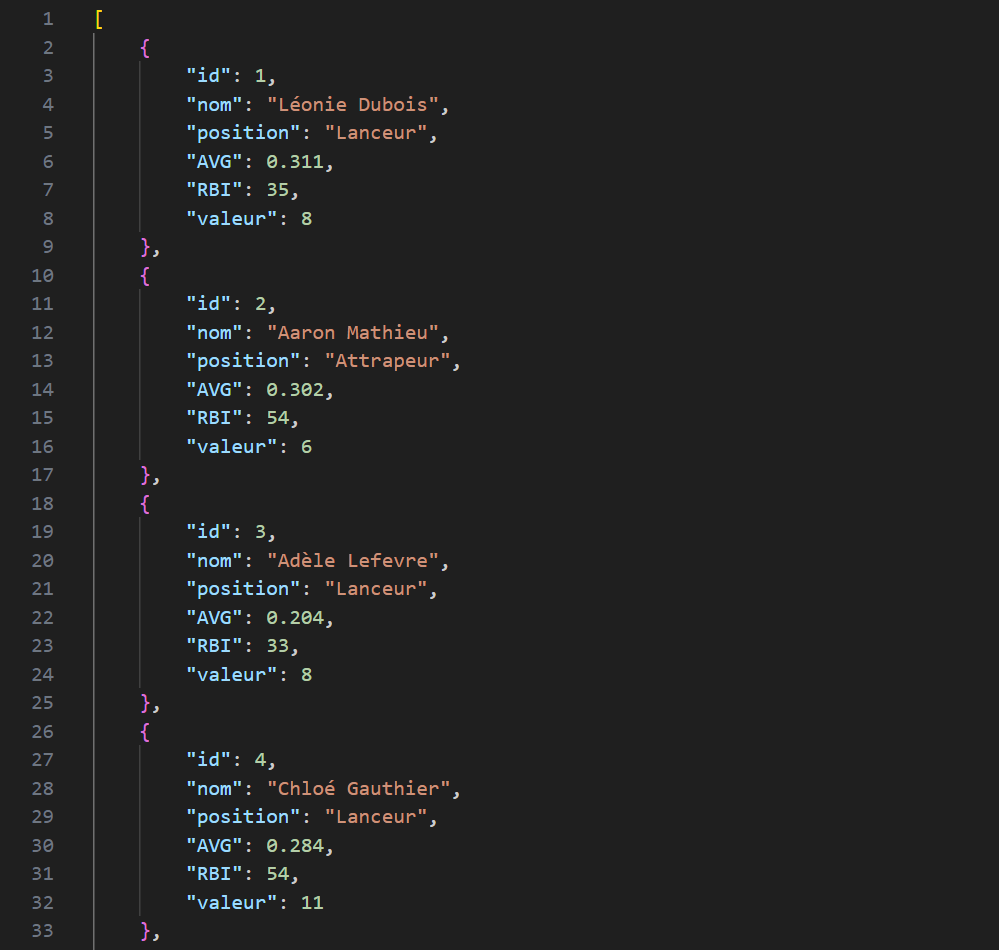 1 [
2 {
3 "id": 1,
4 "nom": "Léonie Dubois",
5 "position": "Lanceur",
6 "AVG": 0.311,
7 "RBI": 35,
8 "valeur": 8
9 },
10 {
11 "id": 2,
12 "nom": "Aaron Mathieu",
13 "position": "Attrapeur",
14 "AVG": 0.302,
15 "RBI": 54,
16 "valeur": 6
17 },
18 {
19 "id": 3,
20 "nom": "Adèle Lefevre",
21 "position": "Lanceur",
22 "AVG": 0.204,
23 "RBI": 33,
24 "valeur": 8
25 },
26 {
27 "id": 4,
28 "nom": "Chloé Gauthier",
29 "position": "Lanceur",
30 "AVG": 0.284,
31 "RBI": 54,
32 "valeur": 11
33 },